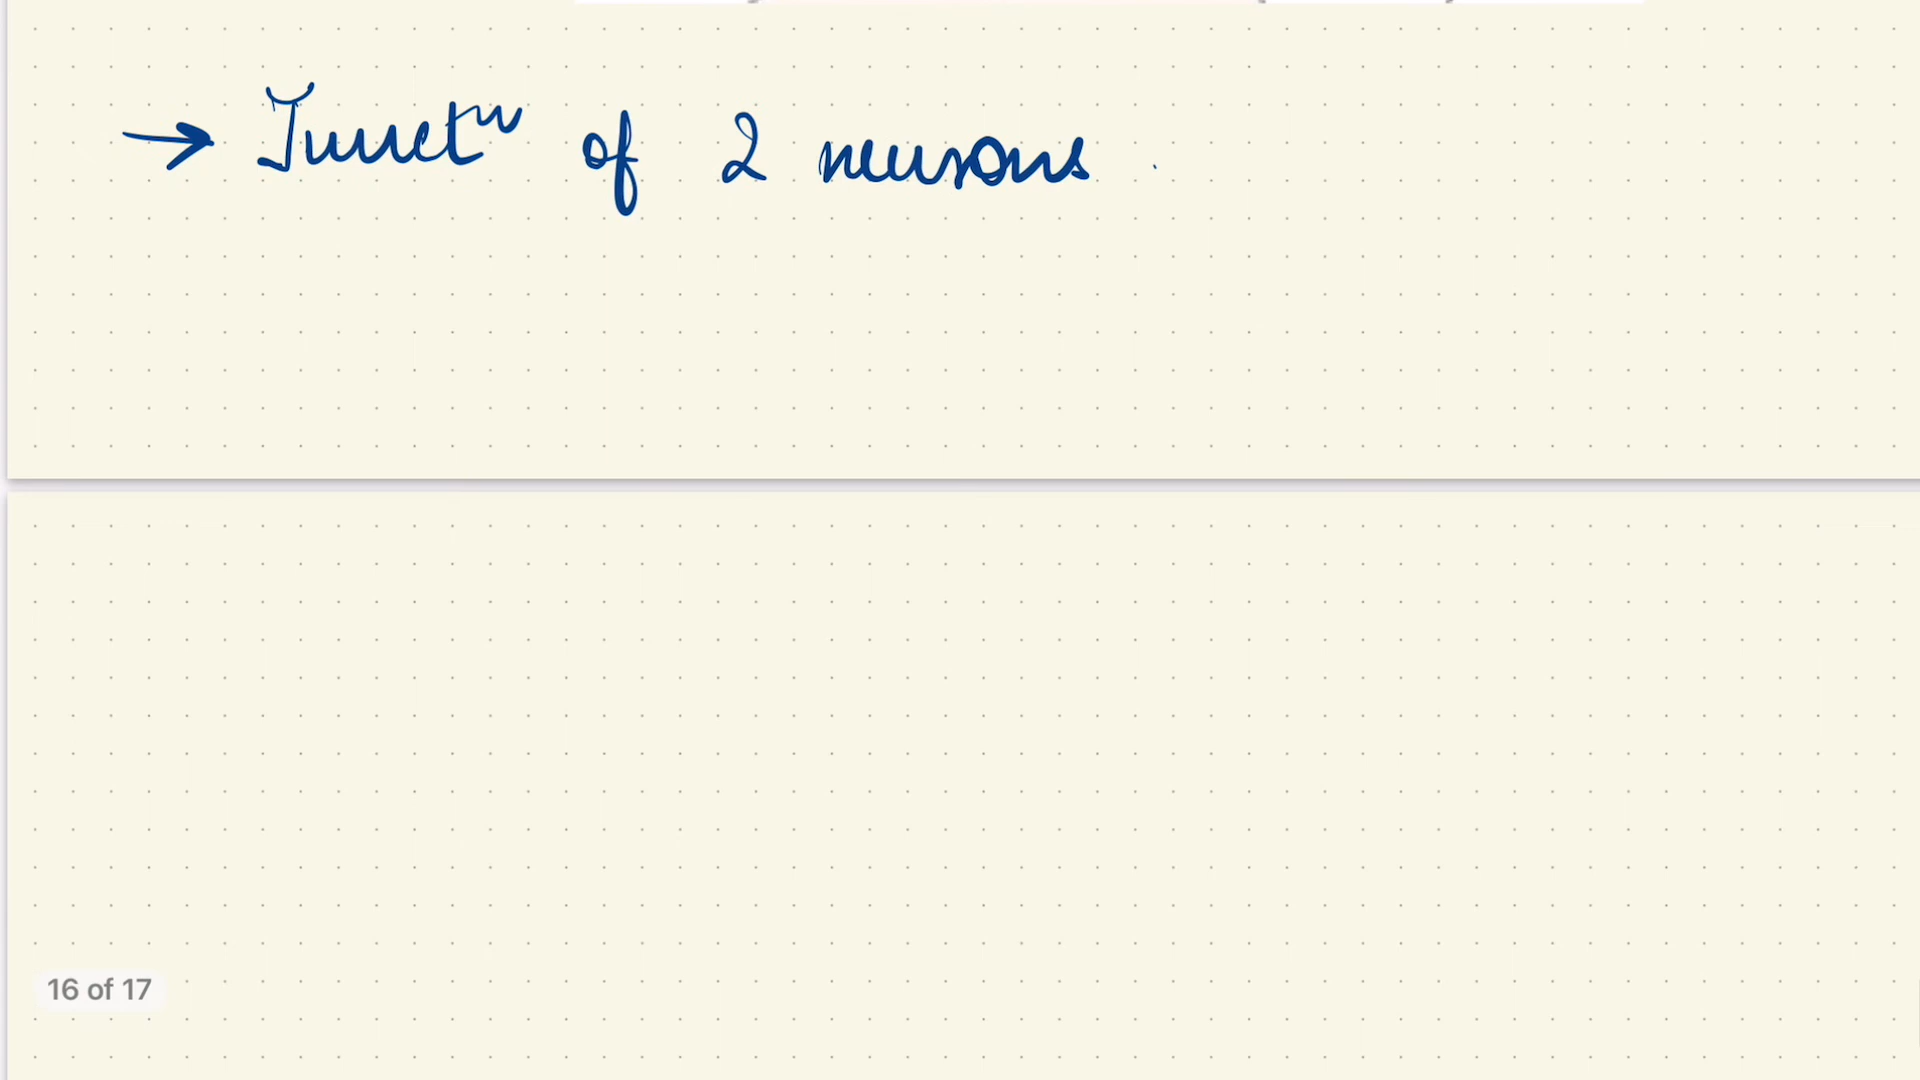 → Junctⁿ of 2 neurons.
16 of 17